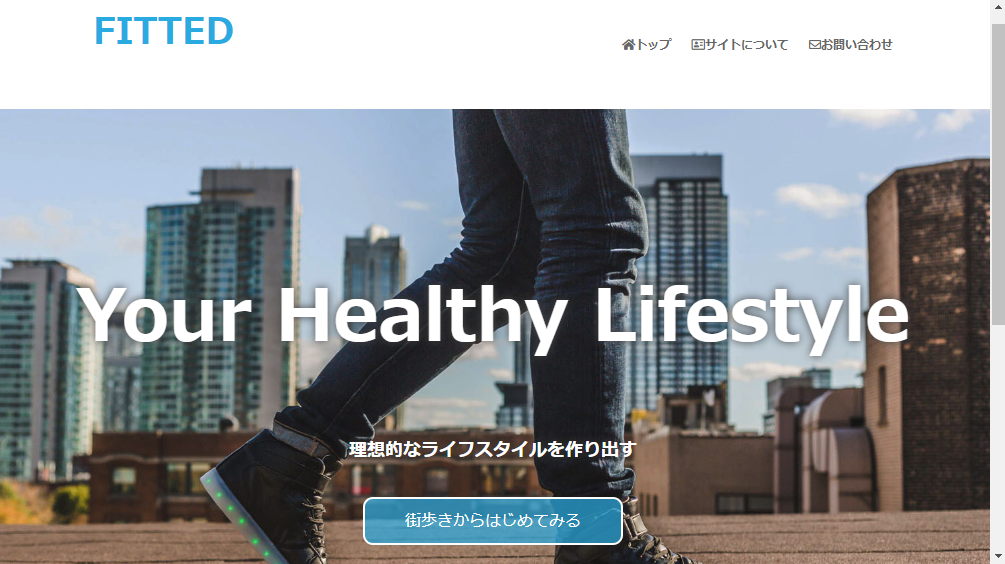 FITTED
トップ サイトについて お問い合わせ
Your Healthy Lifestyle
理想的なライフスタイルを作り出す
街歩きからはじめてみる